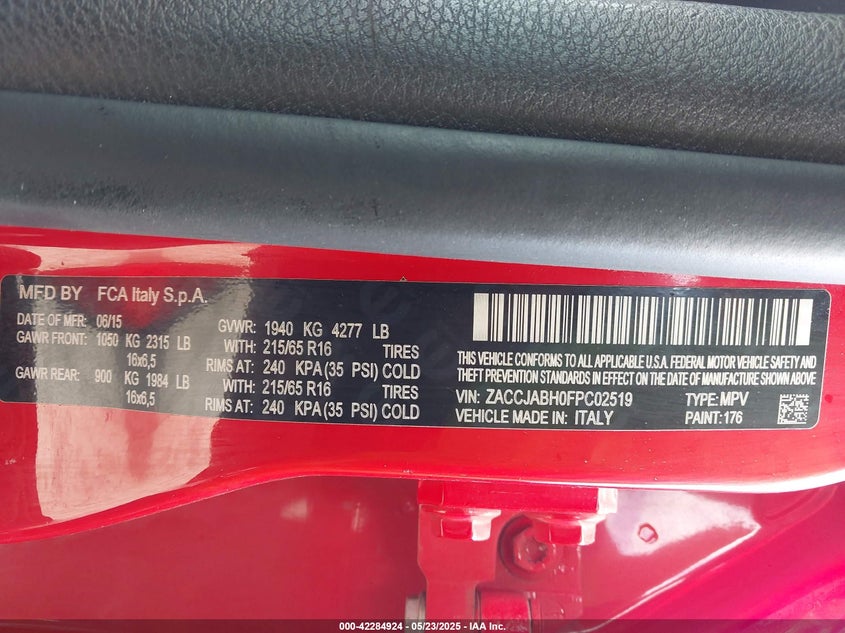 MFD BY FCA Italy S.p.A.
DATE OF MFR: 06/15 GVWR: 1940 KG 4277 LB
GAWR FRONT: 1050 KG 2315 LB WITH: 215/65 R16 TIRES
16x6,5 RIMS AT: 240 KPA (35 PSI) COLD
GAWR REAR: 900 KG 1984 LB WITH: 215/65 R16 TIRES
16x6,5 RIMS AT: 240 KPA (35 PSI) COLD
THIS VEHICLE CONFORMS TO ALL APPLICABLE U.S.A. FEDERAL MOTOR VEHICLE SAFETY AND
THEFT PREVENTION STANDARDS IN EFFECT ON THE DATE OF MANUFACTURE SHOWN ABOVE
VIN: ZACCJABH0FPC02519 TYPE: MPV
VEHICLE MADE IN: ITALY PAINT: 176
000-42284924 - 05/23/2025 - IAA Inc.